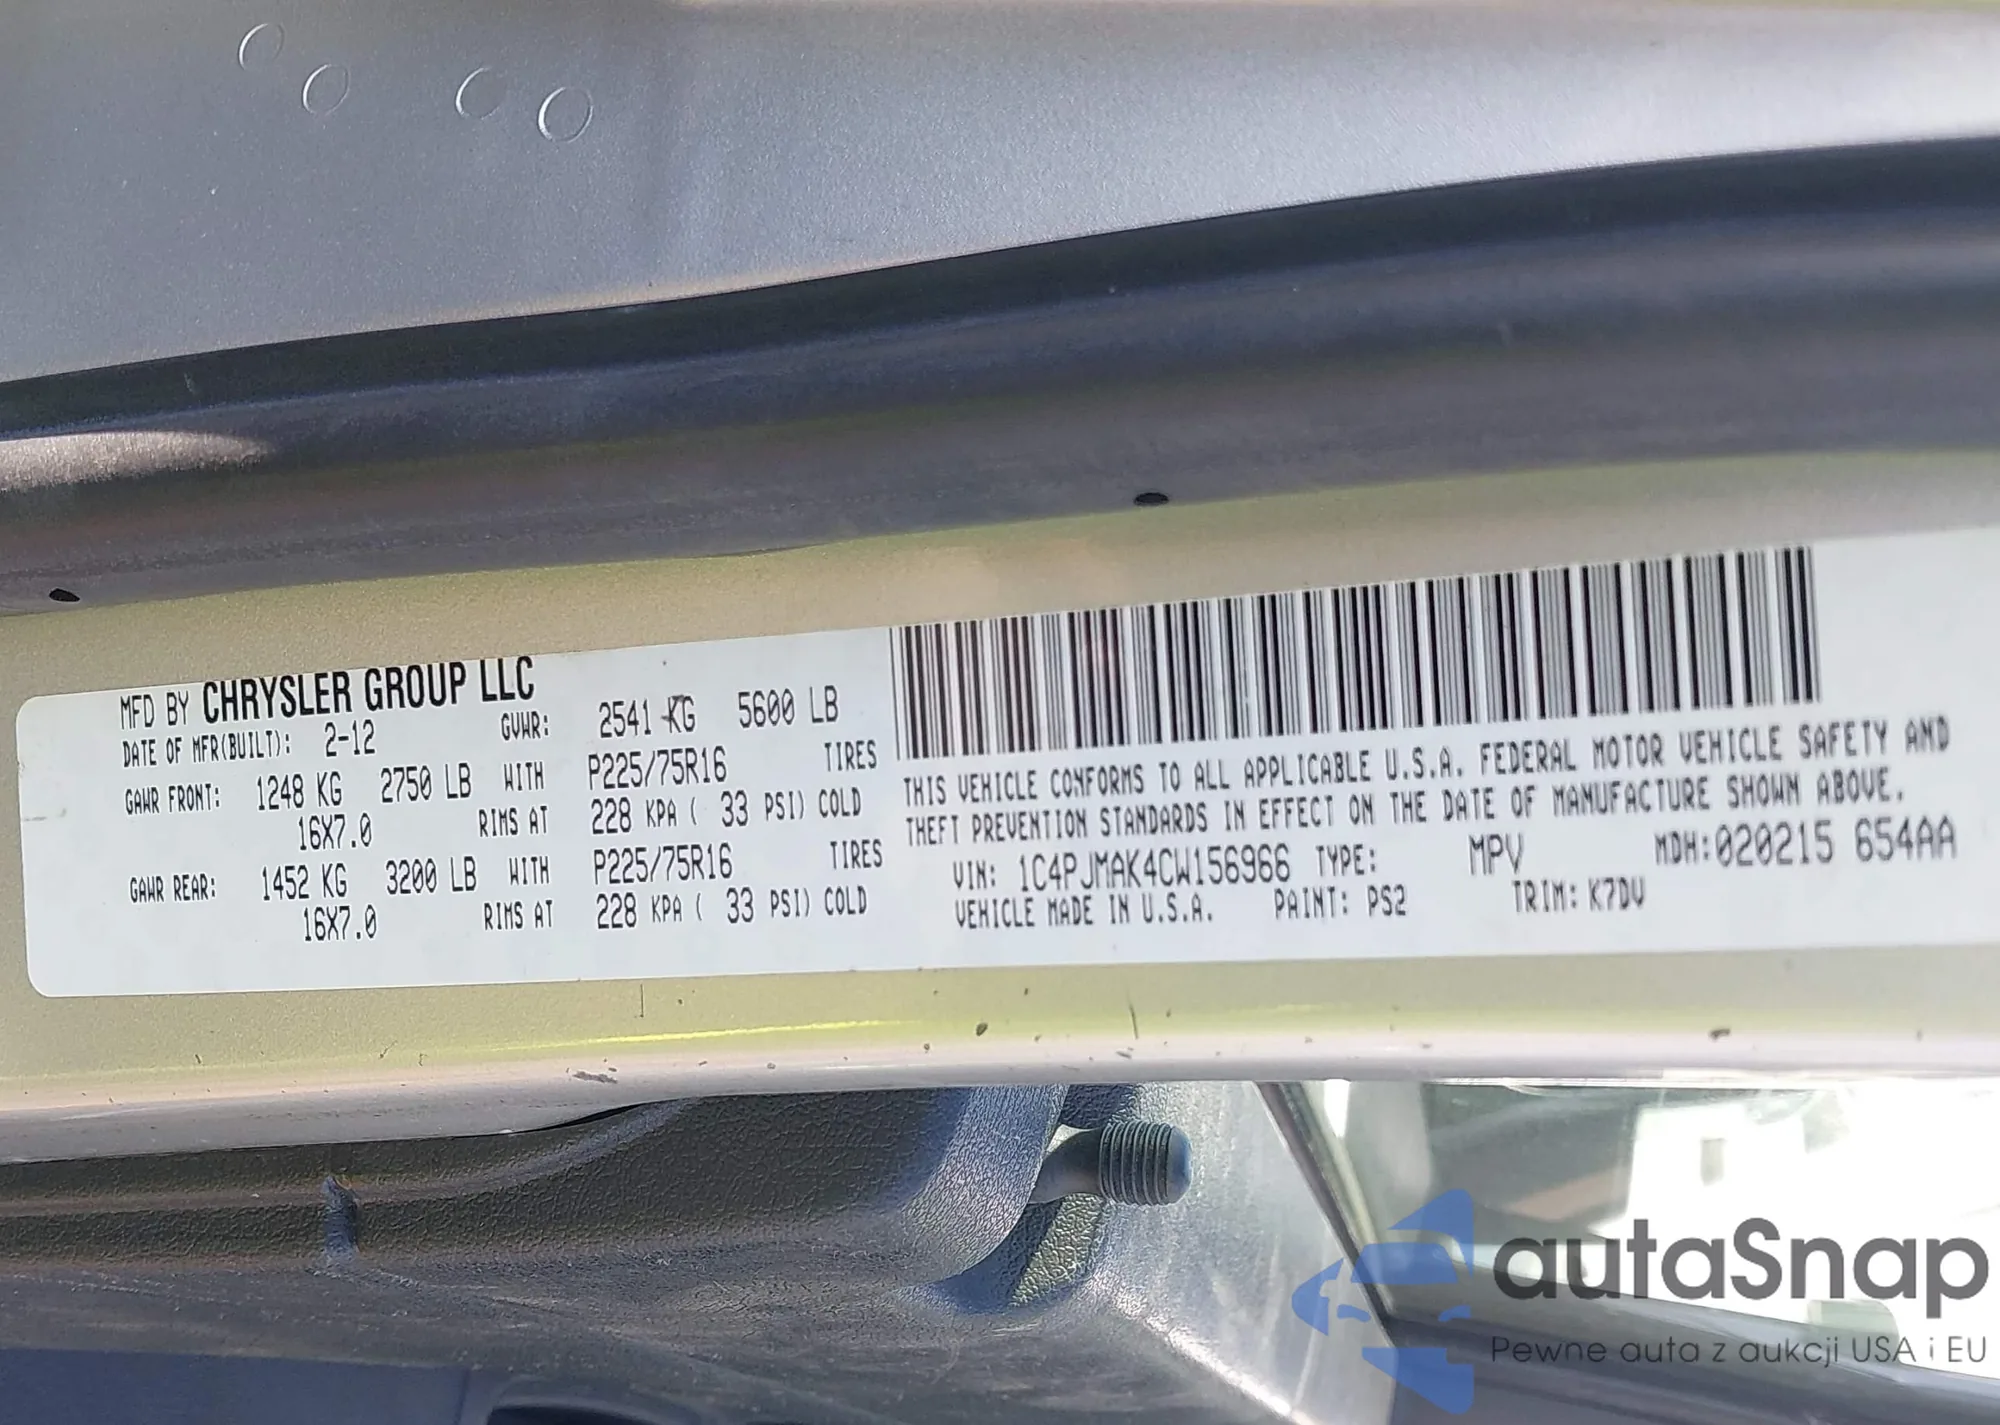 MFD BY CHRYSLER GROUP LLC
DATE OF MFR(BUILT): 2-12 GVWR: 2541 KG 5600 LB
GAWR FRONT: 1248 KG 2750 LB WITH P225/75R16 TIRES
16X7.0 RIMS AT 228 KPA ( 33 PSI) COLD
GAWR REAR: 1452 KG 3200 LB WITH P225/75R16 TIRES
16X7.0 RIMS AT 228 KPA ( 33 PSI) COLD
THIS VEHICLE CONFORMS TO ALL APPLICABLE U.S.A. FEDERAL MOTOR VEHICLE SAFETY AND
THEFT PREVENTION STANDARDS IN EFFECT ON THE DATE OF MANUFACTURE SHOWN ABOVE.
VIN: 1C4PJMAK4CW156966 TYPE: MPV MDH:020215 654AA
VEHICLE MADE IN U.S.A. PAINT: PS2 TRIM: K7DV
autaSnap
Pewne auta z aukcji USA i EU